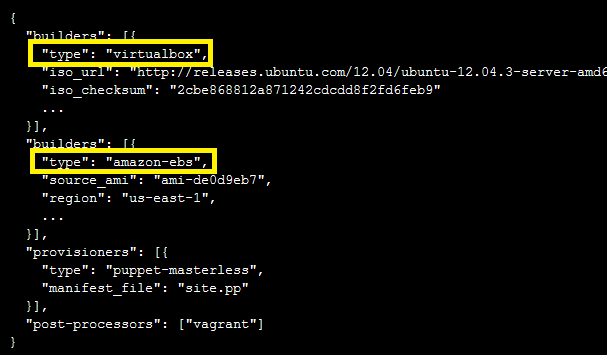 {
"builders": [{
"type": "virtualbox",
"iso_url": "http://releases.ubuntu.com/12.04/ubuntu-12.04.3-server-amd6
"iso_checksum": "2cbe868812a871242cdcdd8f2fd6feb9"
...
}],
"builders": [{
"type": "amazon-ebs",
"source_ami": "ami-de0d9eb7",
"region": "us-east-1",
...
}],
"provisioners": [{
"type": "puppet-masterless",
"manifest_file": "site.pp"
}],
"post-processors": ["vagrant"]
}